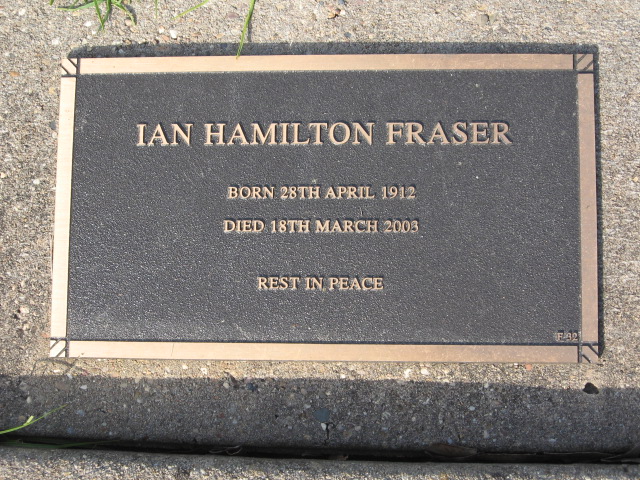 IAN HAMILTON FRASER
BORN 28TH APRIL 1912
DIED 18TH MARCH 2003
REST IN PEACE